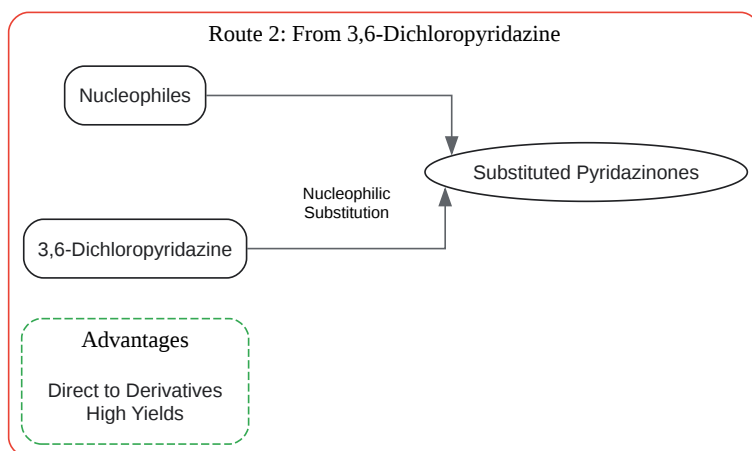 Route 2: From 3,6-Dichloropyridazine
Nucleophiles
Substituted Pyridazinones
Nucleophilic
Substitution
3,6-Dichloropyridazine
Advantages
Direct to Derivatives
High Yields